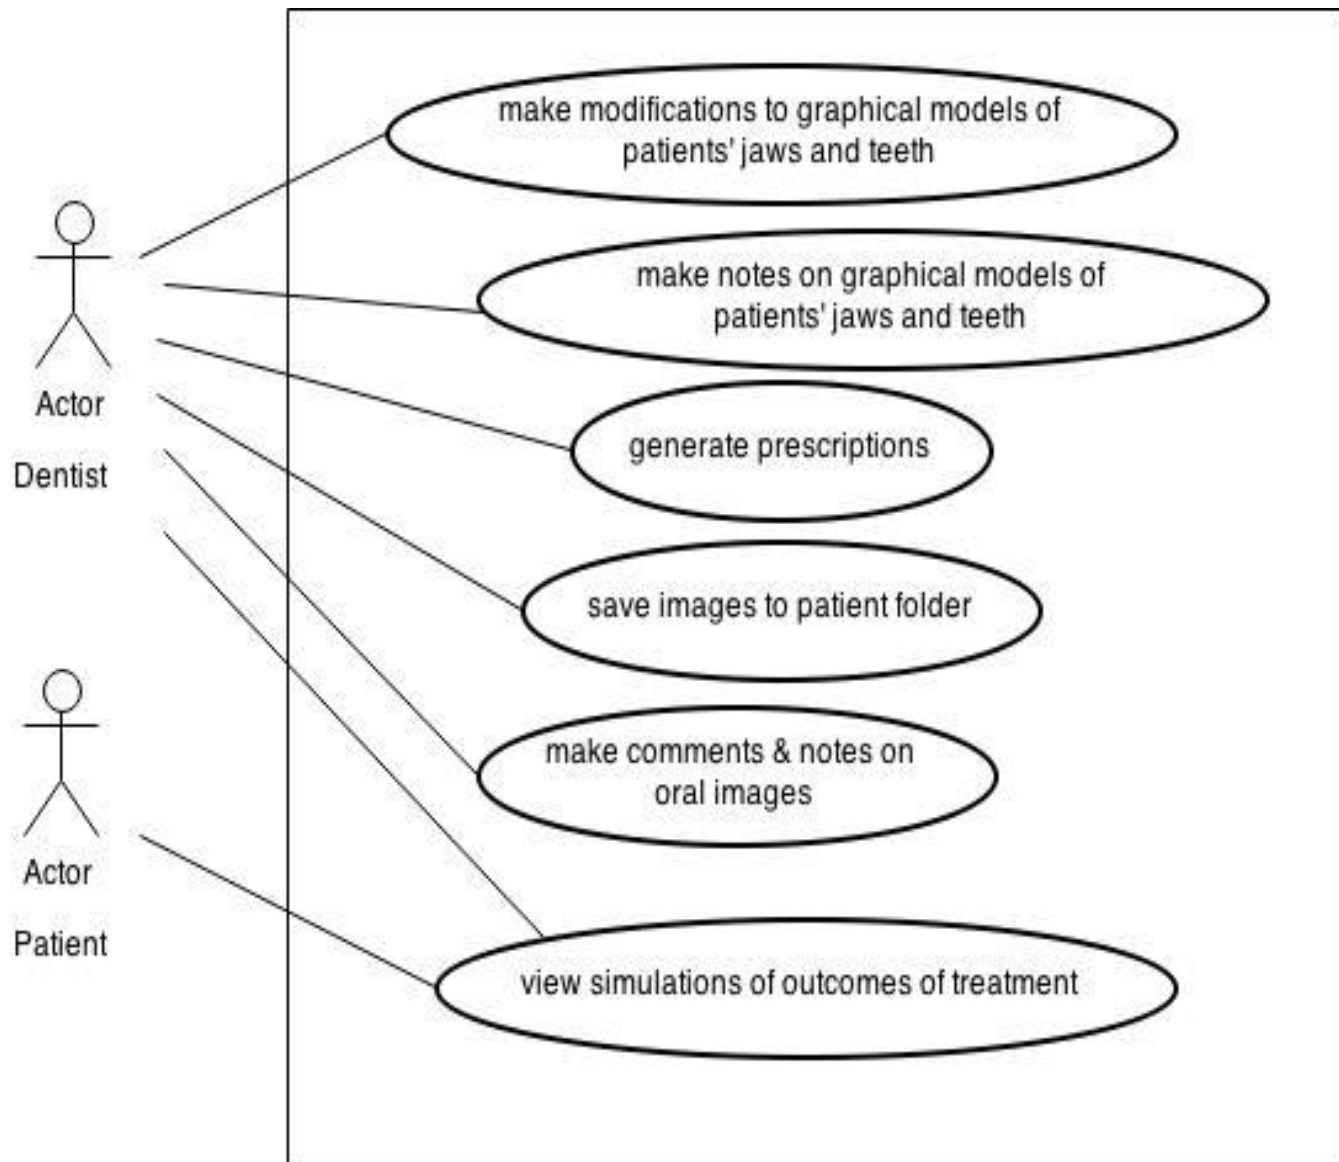 make modifications to graphical models of
patients' jaws and teeth
make notes on graphical models of
patients' jaws and teeth
Actor
Dentist
generate prescriptions
save images to patient folder
make comments & notes on
oral images
Actor
Patient
view simulations of outcomes of treatment